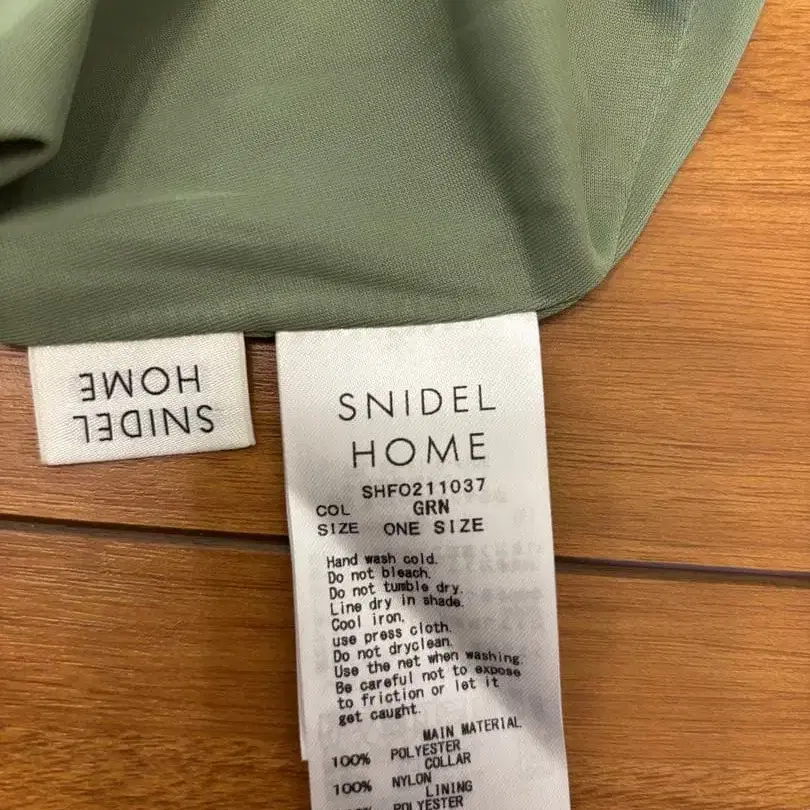 SNIDEL
HOME
SNIDEL
HOME
SHFO211037
COL GRN
SIZE ONE SIZE
Hand wash cold.
Do not bleach.
Do not tumble dry.
Line dry in shade.
Cool iron.
use press cloth.
Do not dryclean.
Use the net when washing.
Be careful not to expose
to friction or let it
get caught.
MAIN MATERIAL
100% POLYESTER
COLLAR
100% NYLON
LINING
100% POLYESTER